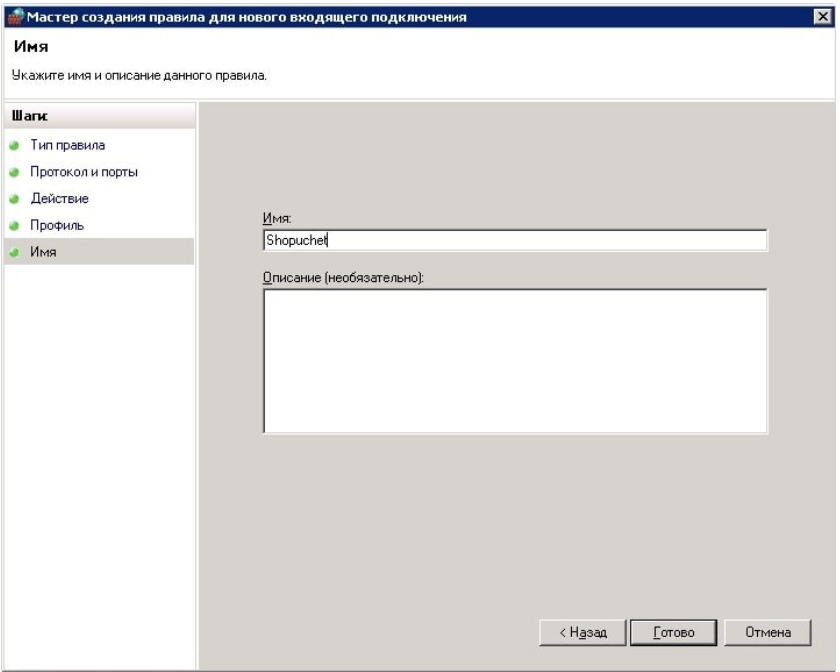 Мастер создания правила для нового входящего подключения
Имя
Укажите имя и описание данного правила.
Шаги:
Тип правила
Протокол и порты
Действие
Профиль
Имя
Имя:
Shopuchet
Описание (необязательно):
< Назад
Готово
Отмена